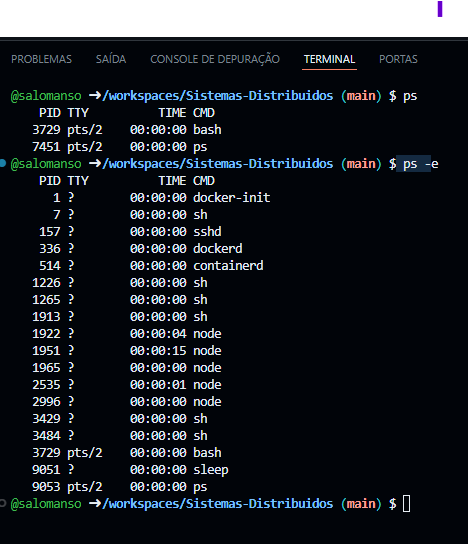 PROBLEMAS SAÍDA CONSOLE DE DEPURAÇÃO TERMINAL PORTAS
@salomanso ➜/workspaces/Sistemas-Distribuidos (main) $ ps
PID TTY TIME CMD
3729 pts/2 00:00:00 bash
7451 pts/2 00:00:00 ps
@salomanso ➜/workspaces/Sistemas-Distribuidos (main) $ ps -e
PID TTY TIME CMD
1 ? 00:00:00 docker-init
7 ? 00:00:00 sh
157 ? 00:00:00 sshd
336 ? 00:00:00 dockerd
514 ? 00:00:00 containerd
1226 ? 00:00:00 sh
1265 ? 00:00:00 sh
1913 ? 00:00:00 sh
1922 ? 00:00:04 node
1951 ? 00:00:15 node
1965 ? 00:00:00 node
2535 ? 00:00:01 node
2996 ? 00:00:00 node
3429 ? 00:00:00 sh
3484 ? 00:00:00 sh
3729 pts/2 00:00:00 bash
9051 ? 00:00:00 sleep
9053 pts/2 00:00:00 ps
@salomanso ➜/workspaces/Sistemas-Distribuidos (main) $